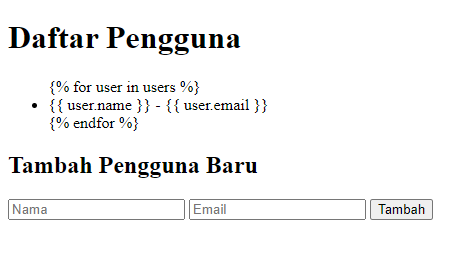 Daftar Pengguna
{% for user in users %}
{{ user.name }} - {{ user.email }}
{% endfor %}
Tambah Pengguna Baru
Nama Email Tambah